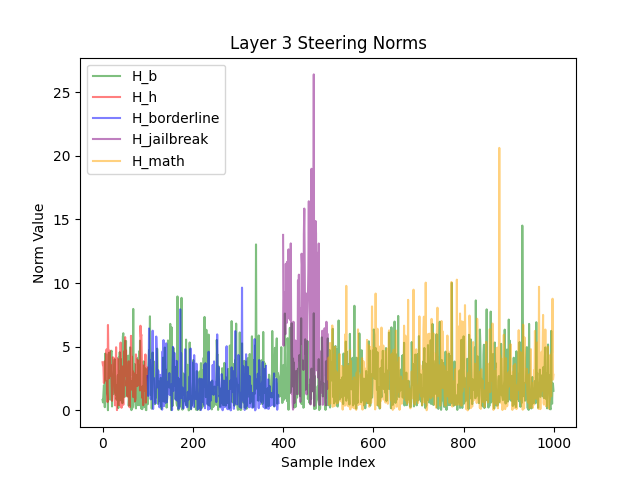 Layer 3 Steering Norms
H_b
H_h
H_borderline
H_jailbreak
H_math
25
20
15
10
5
0
Norm Value
0 200 400 600 800 1000
Sample Index